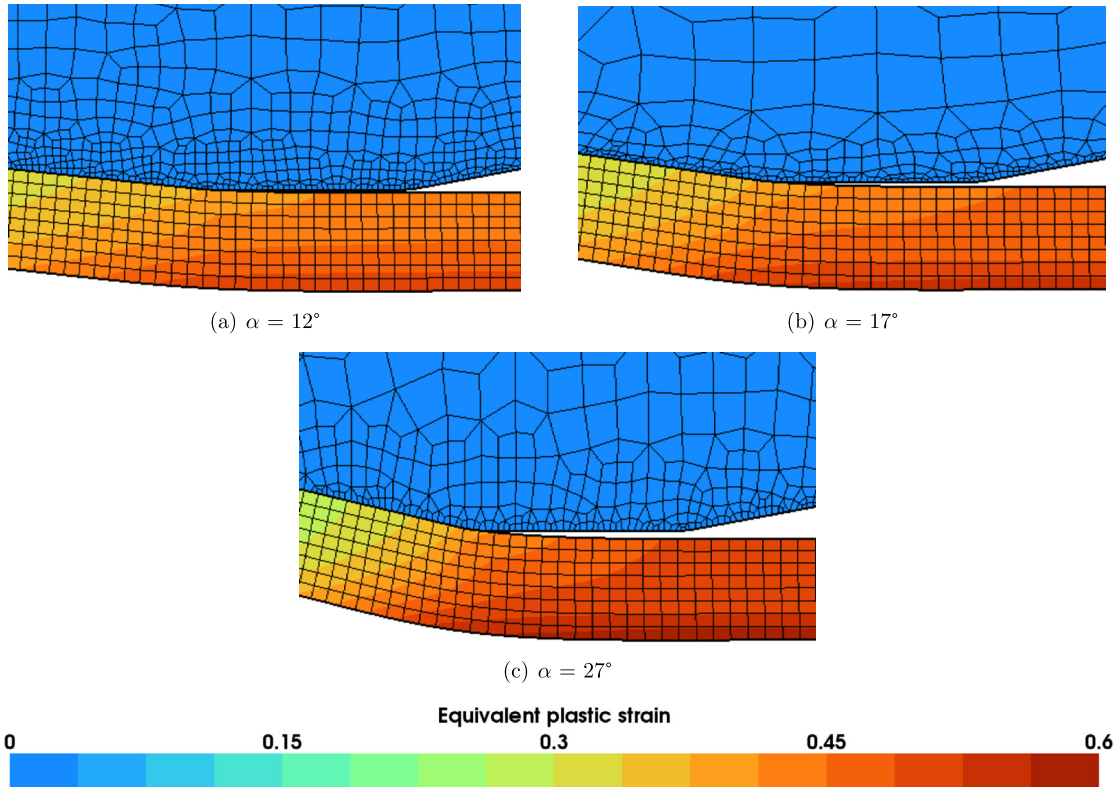 (a) α = 12°
(b) α = 17°
(c) α = 27°
Equivalent plastic strain
0 0.15 0.3 0.45 0.6